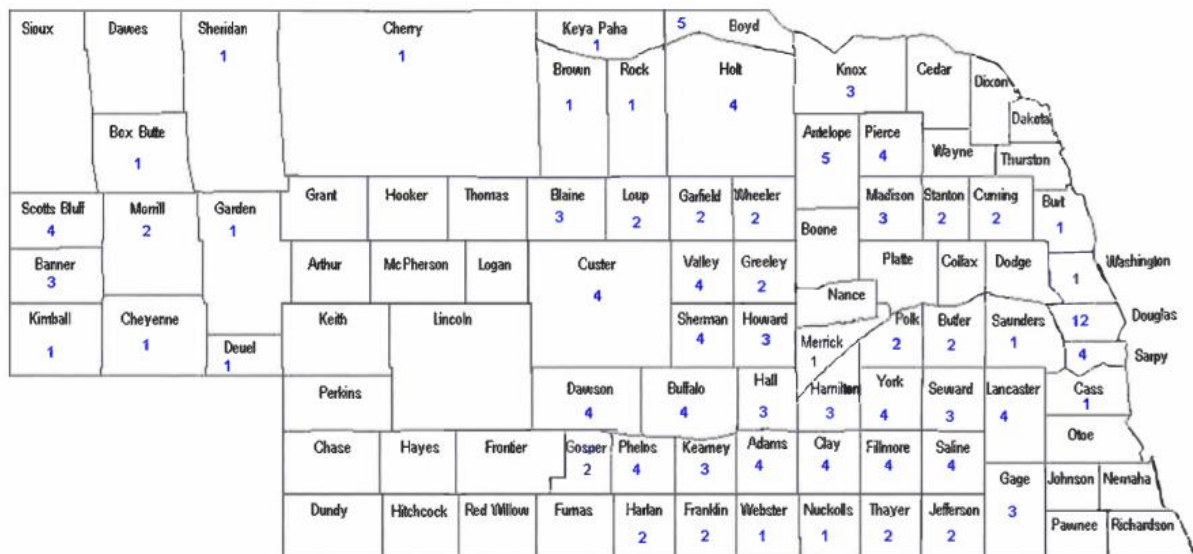 Sioux
Dawes
Sheridan
1
Cherry
1
Keya Paha
1
5
Boyd
Brown
1
Rock
1
Holt
4
Knox
3
Cedar
Dixon
Dakota
Box Butte
1
Antelope
5
Pierce
4
Wayne
Thurston
Scotts Bluff
4
Morrill
2
Garden
1
Grant
Hooker
Thomas
Blaine
3
Loup
2
Garfield
2
Wheeler
2
Boone
Madison
3
Stanton
2
Cuming
2
Burt
1
Banner
3
Arthur
McPherson
Logan
Custer
4
Valley
4
Greeley
2
Platte
Colfax
Dodge
Washington
1
Nance
Kimball
1
Cheyenne
1
Deuel
1
Keith
Lincoln
Sherman
4
Howard
3
Merrick
1
Polk
2
Butler
2
Saunders
1
12
Douglas
4
Sarpy
Perkins
Dawson
4
Buffalo
4
Hall
3
Hamilton
3
York
4
Seward
3
Lancaster
4
Cass
1
Otoe
Chase
Hayes
Frontier
Gosper
2
Phelps
4
Kearney
3
Adams
4
Clay
4
Fillmore
4
Saline
4
Gage
3
Johnson
Nemaha
Dundy
Hitchcock
Red Willow
Furnas
Harlan
2
Franklin
2
Webster
1
Nuckolls
1
Thayer
2
Jefferson
2
Pawnee
Richardson